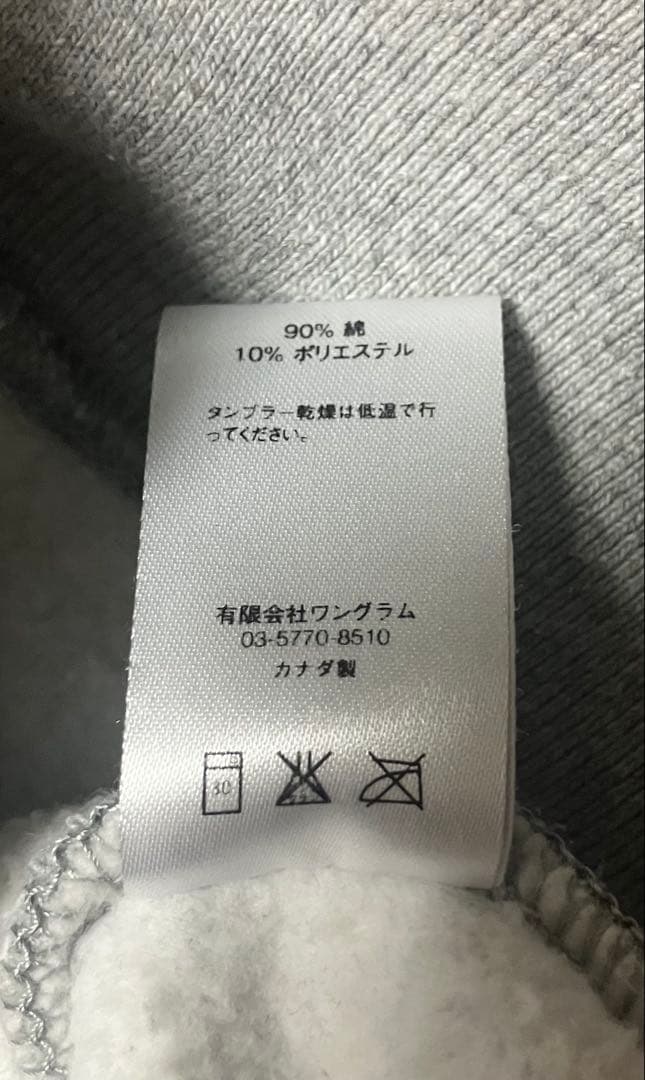 90% 綿
10% ポリエステル
タンブラー乾燥は低温で行
ってください。
有限会社ワングラム
03-5770-8510
カナダ製
30